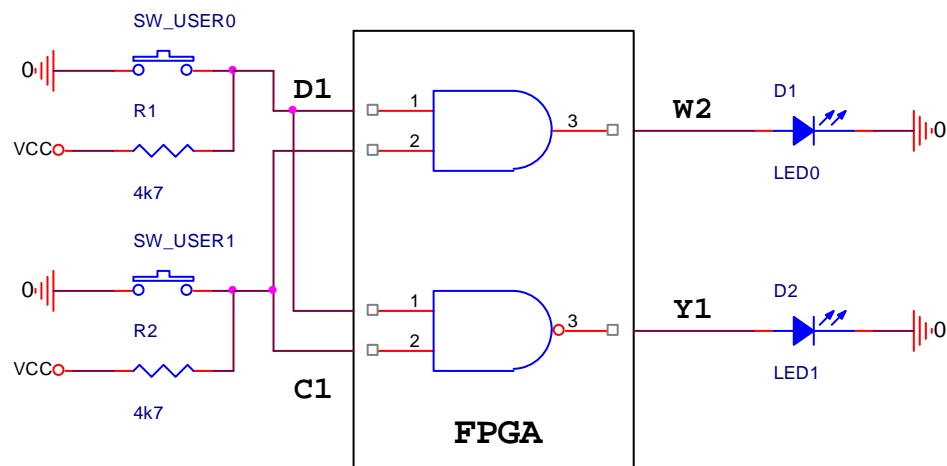 SW_USER0
0
D1
R1
VCC
4k7
1
2
3
W2
D1
0
LED0
SW_USER1
0
R2
VCC
4k7
C1
1
2
3
Y1
D2
0
LED1
FPGA